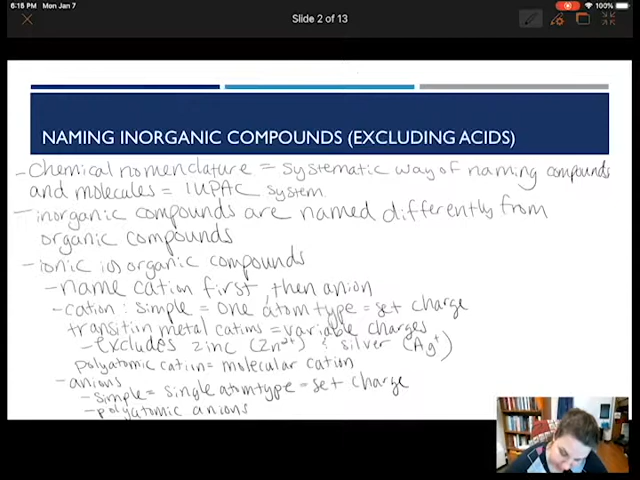 6:15 PM Mon Jan 7
100%
Slide 2 of 13
NAMING INORGANIC COMPOUNDS (EXCLUDING ACIDS)
- Chemical nomenclature = systematic way of naming compounds
and molecules = IUPAC system
- inorganic compounds are named differently from
organic compounds
- ionic inorganic compounds
- name cation first, then anion
- cation: simple = one atom type = set charge
transition metal cations = variable charges
- excludes zinc (Zn²⁺) & silver (Ag⁺)
polyatomic cation = molecular cation
- anions
- simple = single atom type = set charge
- polyatomic anions